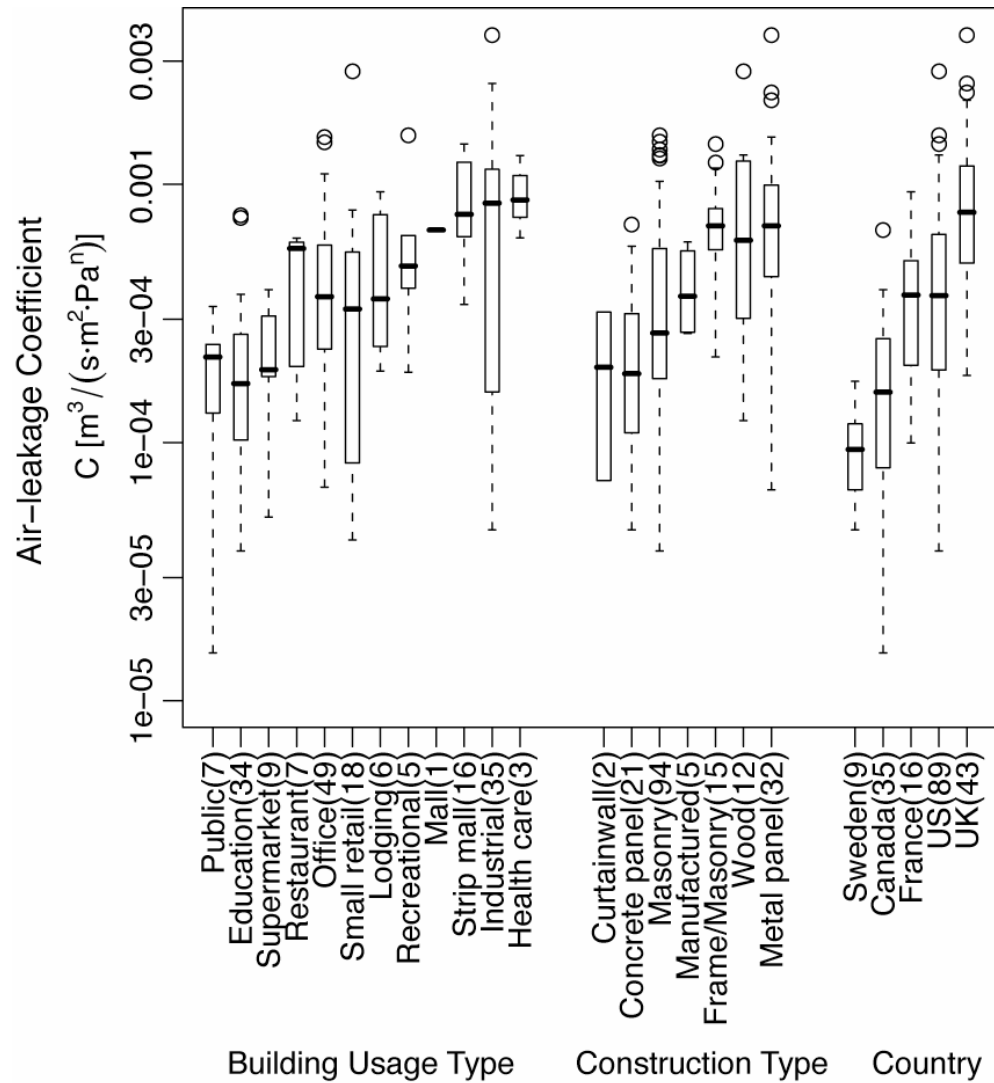 Air−leakage Coefficient
C [m³/(s·m²·Paⁿ)]
0.003
0.001
3e−04
1e−04
3e−05
1e−05
Public(7)
Education(34)
Supermarket(9)
Restaurant(7)
Office(49)
Small retail(18)
Lodging(6)
Recreational(5)
Mall(1)
Strip mall(16)
Industrial(35)
Health care(3)
Curtainwall(2)
Concrete panel(21)
Masonry(94)
Manufactured(5)
Frame/Masonry(15)
Wood(12)
Metal panel(32)
Sweden(9)
Canada(35)
France(16)
US(89)
UK(43)
Building Usage Type
Construction Type
Country